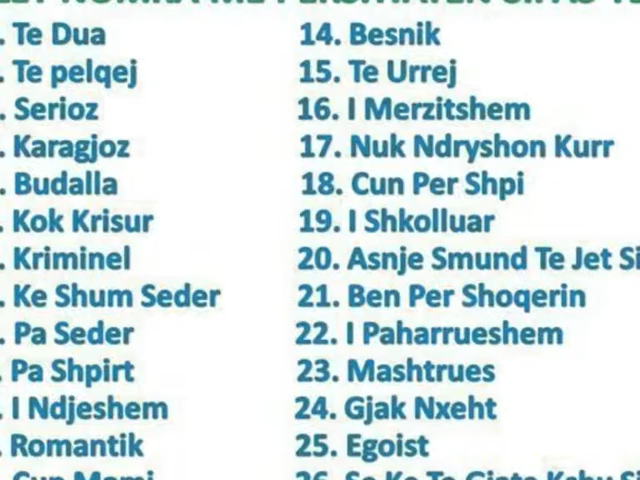 . Te Dua
. Te pelqej
. Serioz
. Karagjoz
. Budalla
. Kok Krisur
. Kriminel
. Ke Shum Seder
. Pa Seder
. Pa Shpirt
. I Ndjeshem
. Romantik
14. Besnik
15. Te Urrej
16. I Merzitshem
17. Nuk Ndryshon Kurr
18. Cun Per Shpi
19. I Shkolluar
20. Asnje Smund Te Jet Si
21. Ben Per Shoqerin
22. I Paharrueshem
23. Mashtrues
24. Gjak Nxeht
25. Egoist